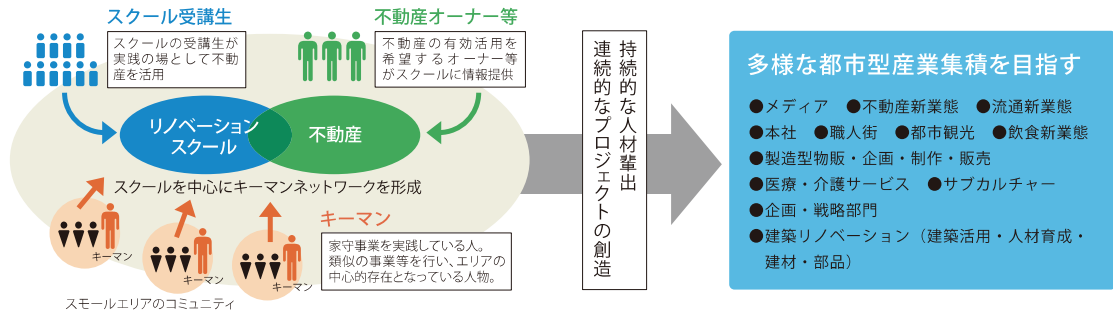 スクール受講生
スクールの受講生が
実践の場として不動
産を活用
不動産オーナー等
不動産の有効活用を
希望するオーナー等
がスクールに情報提供
リノベーション
スクール
不動産
スクールを中心にキーマンネットワークを形成
キーマン
キーマン
キーマン
キーマン
家守事業を実践している人。
類似の事業等を行い、エリアの
中心的存在となっている人物。
スモールエリアのコミュニティ
持続的な人材輩出
連続的なプロジェクトの創造
多様な都市型産業集積を目指す
●メディア ●不動産新業態 ●流通新業態
●本社 ●職人街 ●都市観光 ●飲食新業態
●製造型物販・企画・制作・販売
●医療・介護サービス ●サブカルチャー
●企画・戦略部門
●建築リノベーション（建築活用・人材育成・
建材・部品）